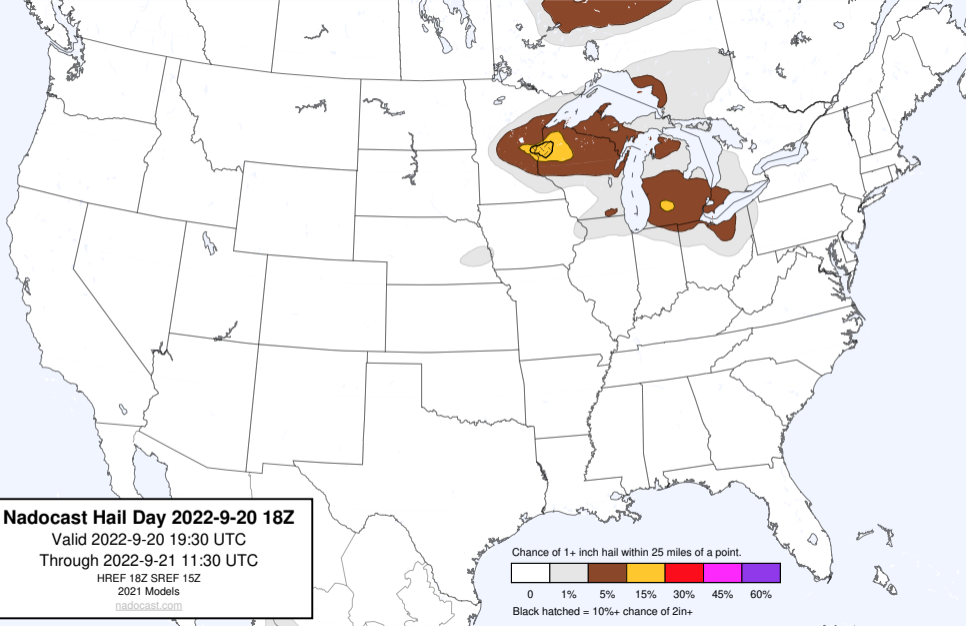 Nadocast Hail Day 2022-9-20 18Z
Valid 2022-9-20 19:30 UTC
Through 2022-9-21 11:30 UTC
HREF 18Z SREF 15Z
2021 Models
nadocast.com
Chance of 1+ inch hail within 25 miles of a point.
0 1% 5% 15% 30% 45% 60%
Black hatched = 10%+ chance of 2in+